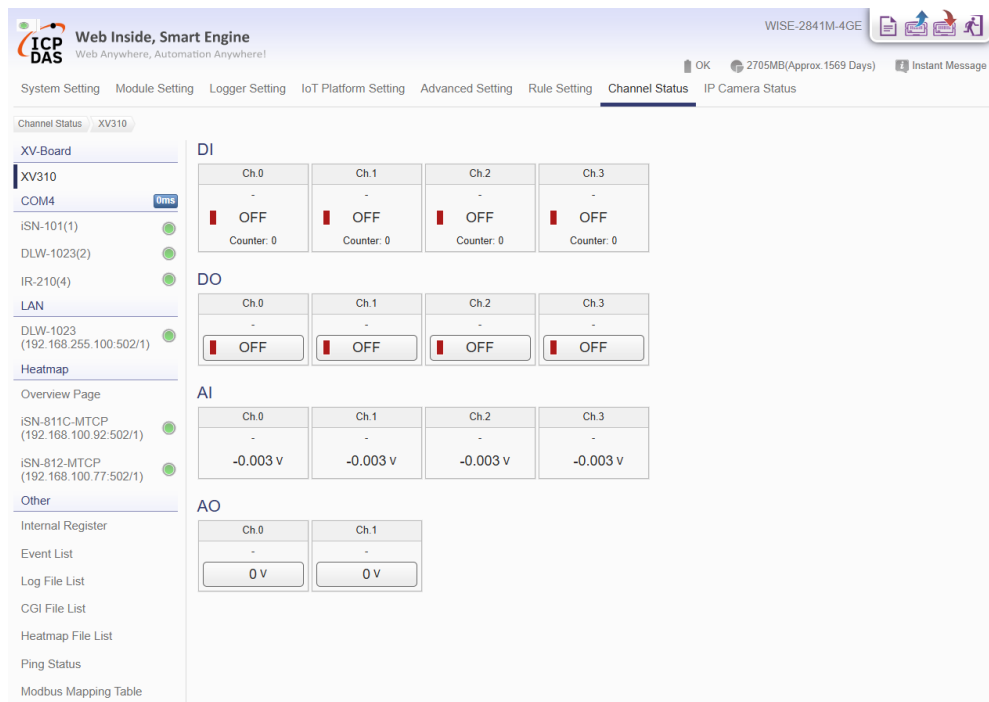 ICP DAS
Web Inside, Smart Engine
Web Anywhere, Automation Anywhere!
WISE-2841M-4GE
OK 2705MB(Approx.1569 Days) Instant Message
System Setting Module Setting Logger Setting IoT Platform Setting Advanced Setting Rule Setting Channel Status IP Camera Status
Channel Status XV310
XV-Board
XV310
COM4 0ms
iSN-101(1)
DLW-1023(2)
IR-210(4)
LAN
DLW-1023
(192.168.255.100:502/1)
Heatmap
Overview Page
iSN-811C-MTCP
(192.168.100.92:502/1)
iSN-812-MTCP
(192.168.100.77:502/1)
Other
Internal Register
Event List
Log File List
CGI File List
Heatmap File List
Ping Status
Modbus Mapping Table
DI
Ch.0 Ch.1 Ch.2 Ch.3
- - - -
OFF OFF OFF OFF
Counter: 0 Counter: 0 Counter: 0 Counter: 0
DO
Ch.0 Ch.1 Ch.2 Ch.3
- - - -
OFF OFF OFF OFF
AI
Ch.0 Ch.1 Ch.2 Ch.3
- - - -
-0.003 V -0.003 V -0.003 V -0.003 V
AO
Ch.0 Ch.1
- -
0 V 0 V